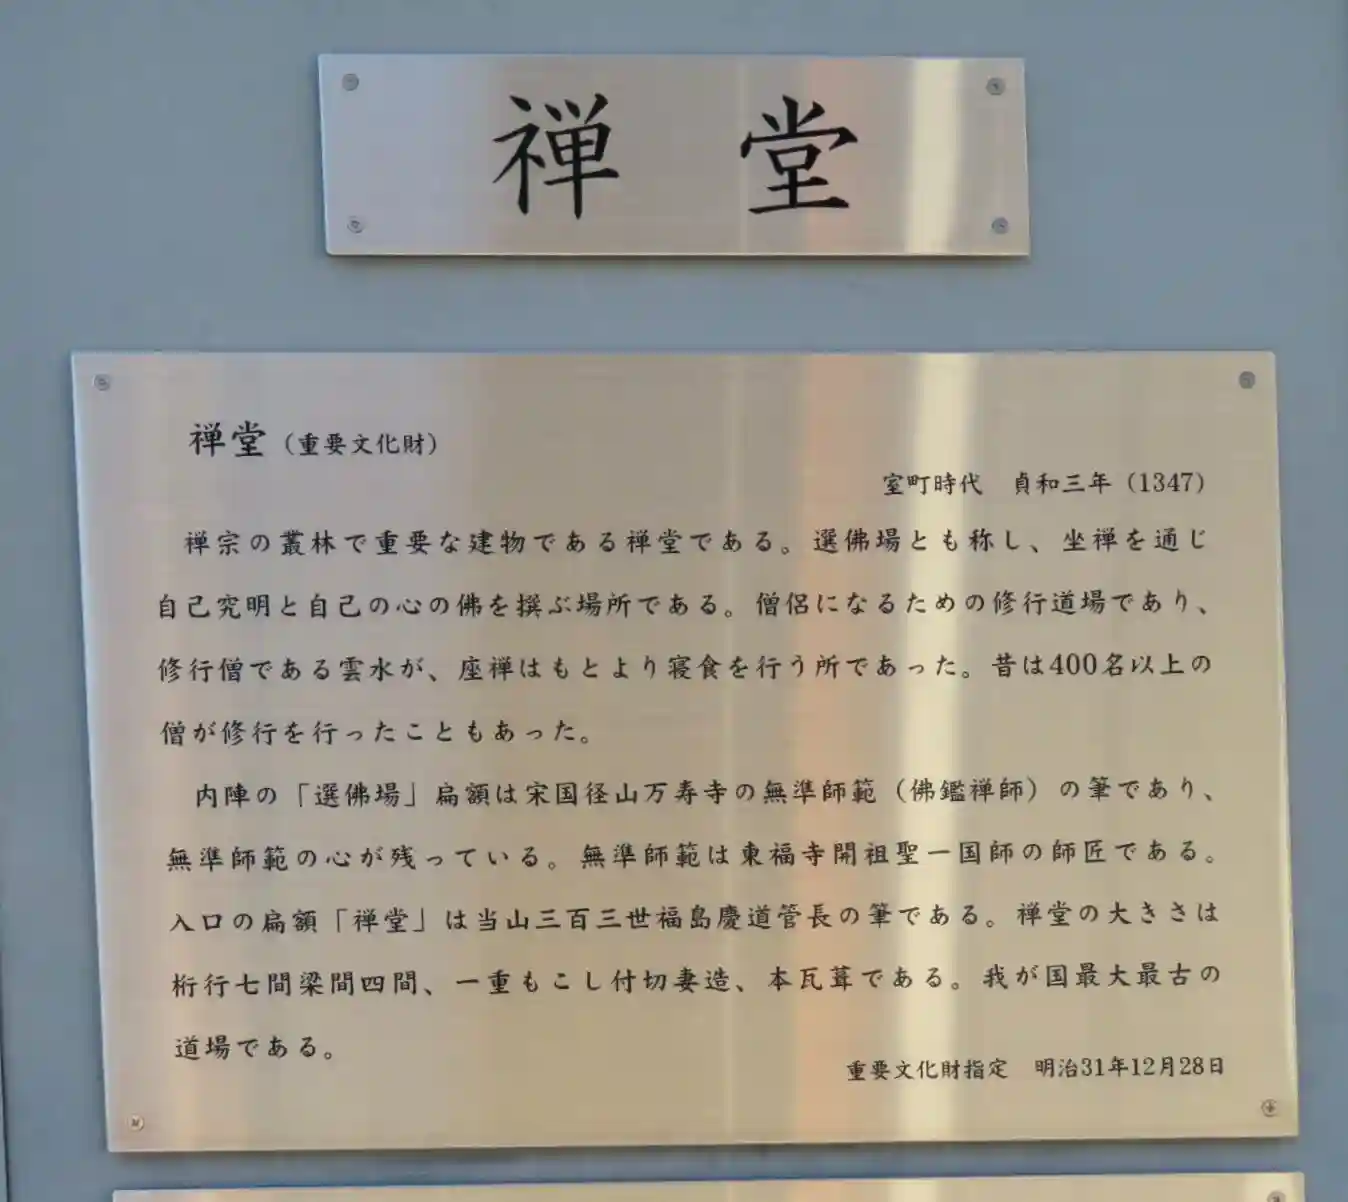 禅堂
禅堂（重要文化財）
室町時代　貞和三年（1347）
禅宗の叢林で重要な建物である禅堂である。選佛場とも称し、坐禅を通じ
自己究明と自己の心の佛を撰ぶ場所である。僧侶になるための修行道場であり、
修行僧である雲水が、座禅はもとより寝食を行う所であった。昔は400名以上の
僧が修行を行ったこともあった。
内陣の「選佛場」扁額は宋国径山万寿寺の無準師範（佛鑑禅師）の筆であり、
無準師範の心が残っている。無準師範は東福寺開祖聖一国師の師匠である。
入口の扁額「禅堂」は当山三百三世福島慶道管長の筆である。禅堂の大きさは
桁行七間梁間四間、一重もこし付切妻造、本瓦葺である。我が国最大最古の
道場である。
重要文化財指定　明治31年12月28日